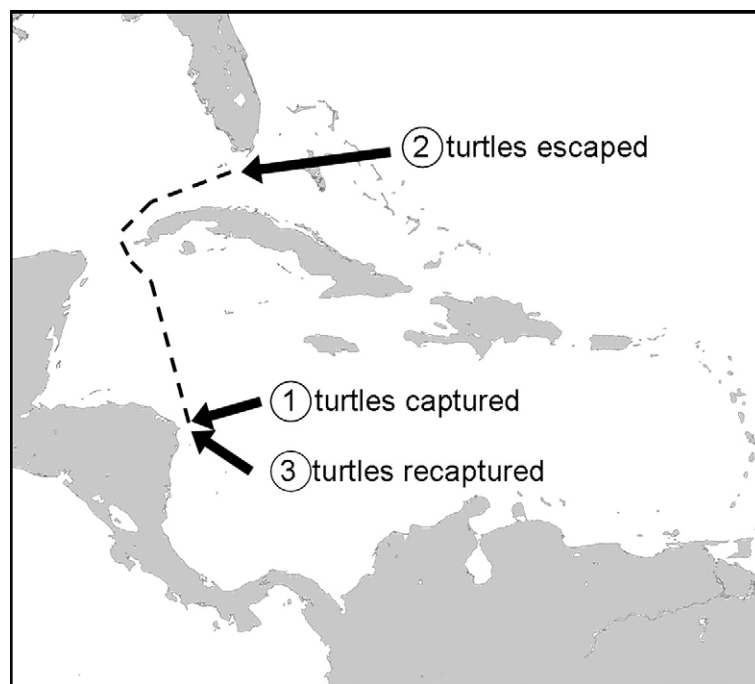 ② turtles escaped
① turtles captured
③ turtles recaptured